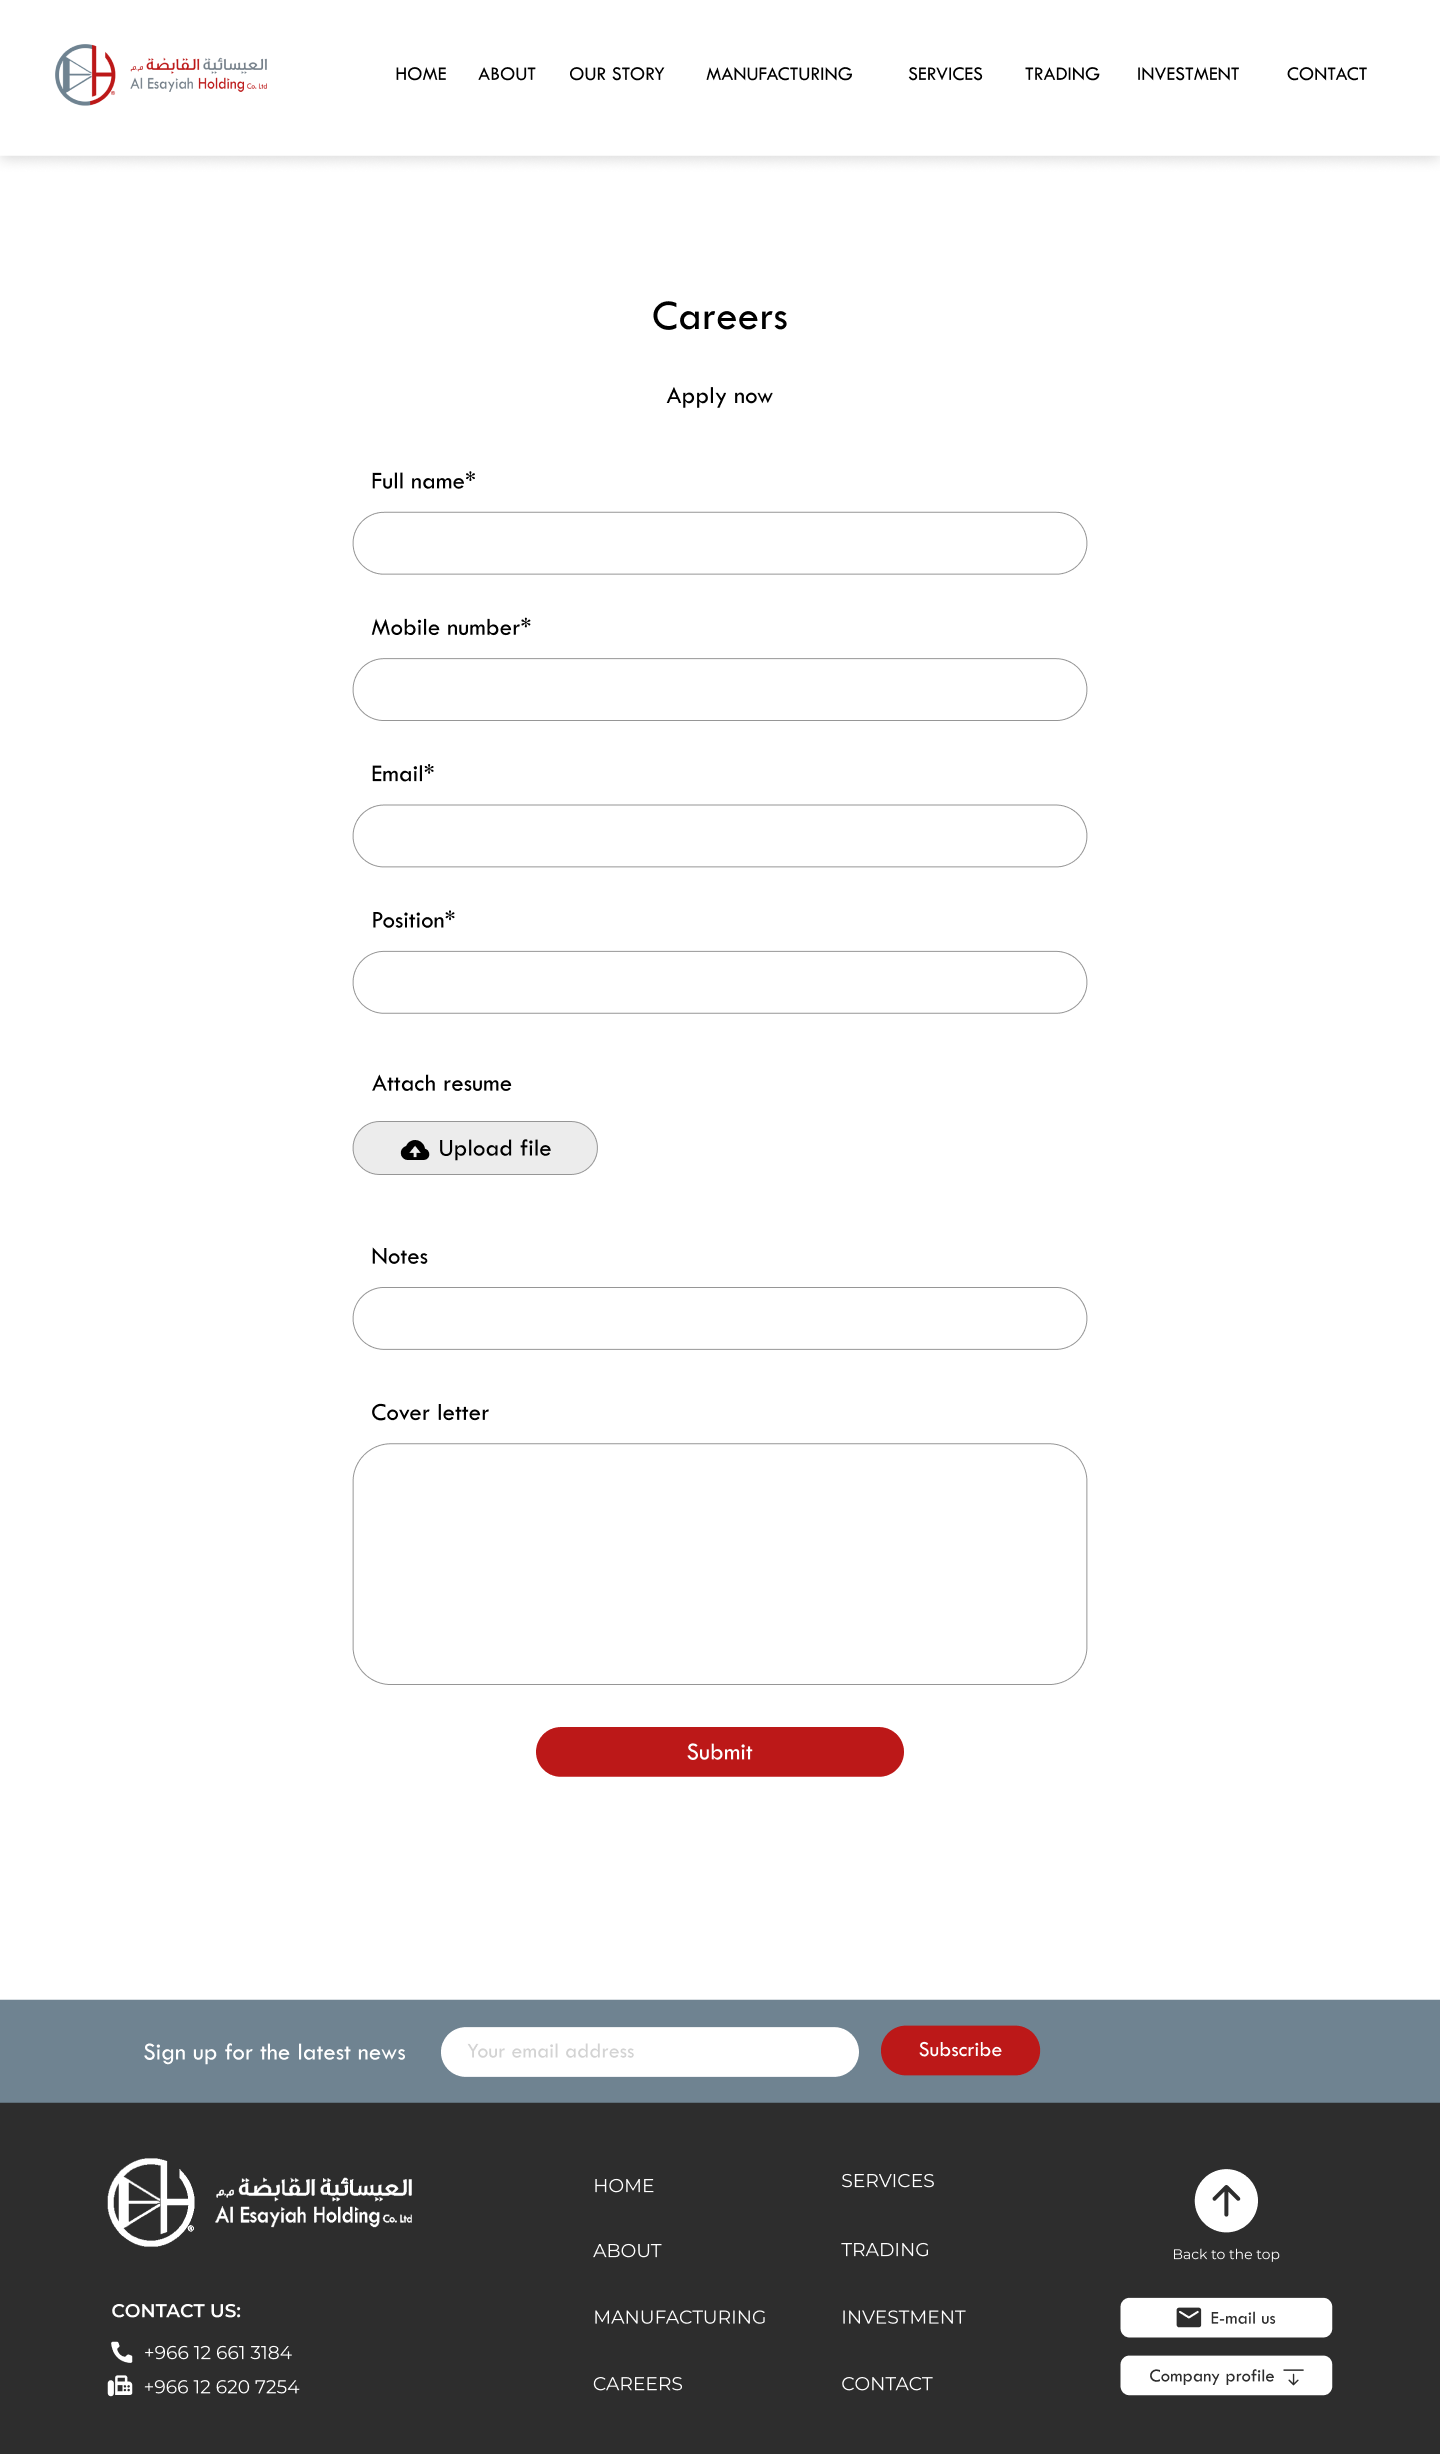 العيسائية القابضة م.م
Al Esayiah Holding Co. Ltd
HOME ABOUT OUR STORY MANUFACTURING SERVICES TRADING INVESTMENT CONTACT
Careers
Apply now
Full name*
Mobile number*
Email*
Position*
Attach resume
Upload file
Notes
Cover letter
Submit
Sign up for the latest news Your email address Subscribe
العيسائية القابضة م.م
Al Esayiah Holding Co. Ltd
CONTACT US:
+966 12 661 3184
+966 12 620 7254
HOME
ABOUT
MANUFACTURING
CAREERS
SERVICES
TRADING
INVESTMENT
CONTACT
Back to the top
E-mail us
Company profile